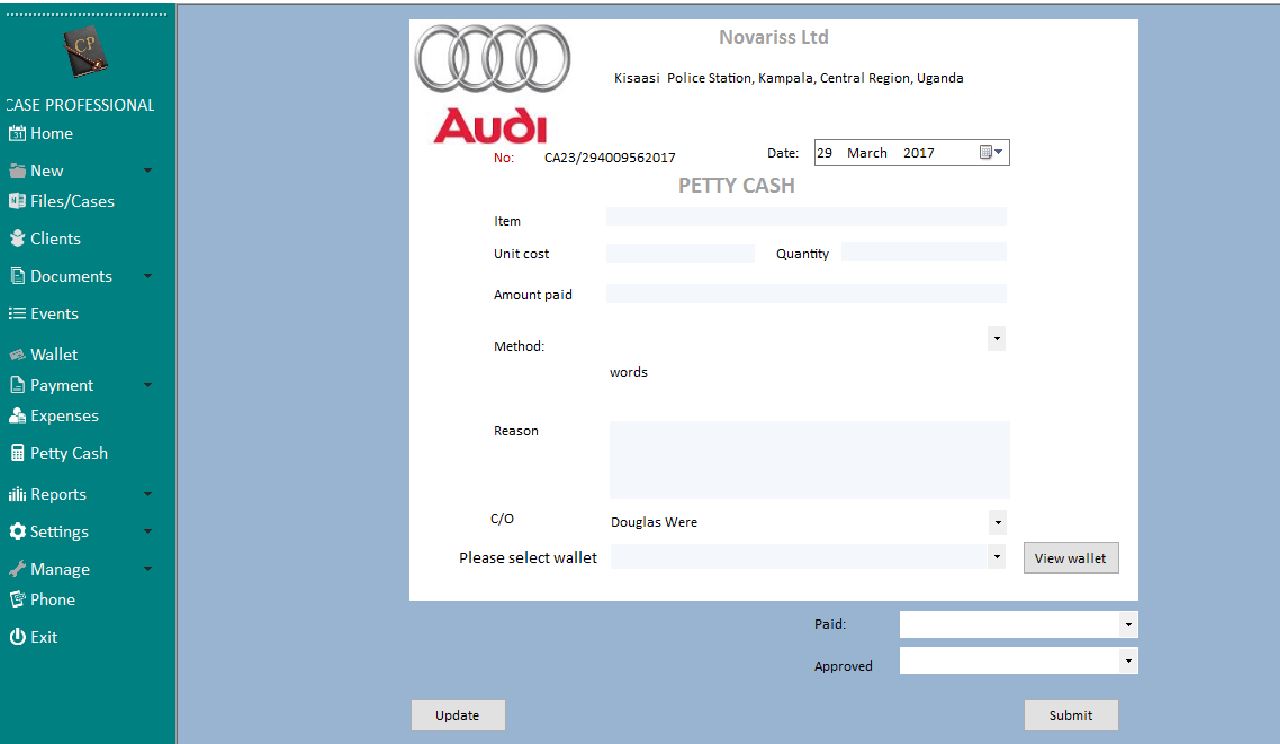 CP
CASE PROFESSIONAL
Home
New
Files/Cases
Clients
Documents
Events
Wallet
Payment
Expenses
Petty Cash
Reports
Settings
Manage
Phone
Exit
Novariss Ltd
Kisaasi Police Station, Kampala, Central Region, Uganda
Audi
No: CA23/294009562017
Date: 29 March 2017
PETTY CASH
Item
Unit cost Quantity
Amount paid
Method:
words
Reason
C/O Douglas Were
Please select wallet View wallet
Paid:
Approved
Update Submit